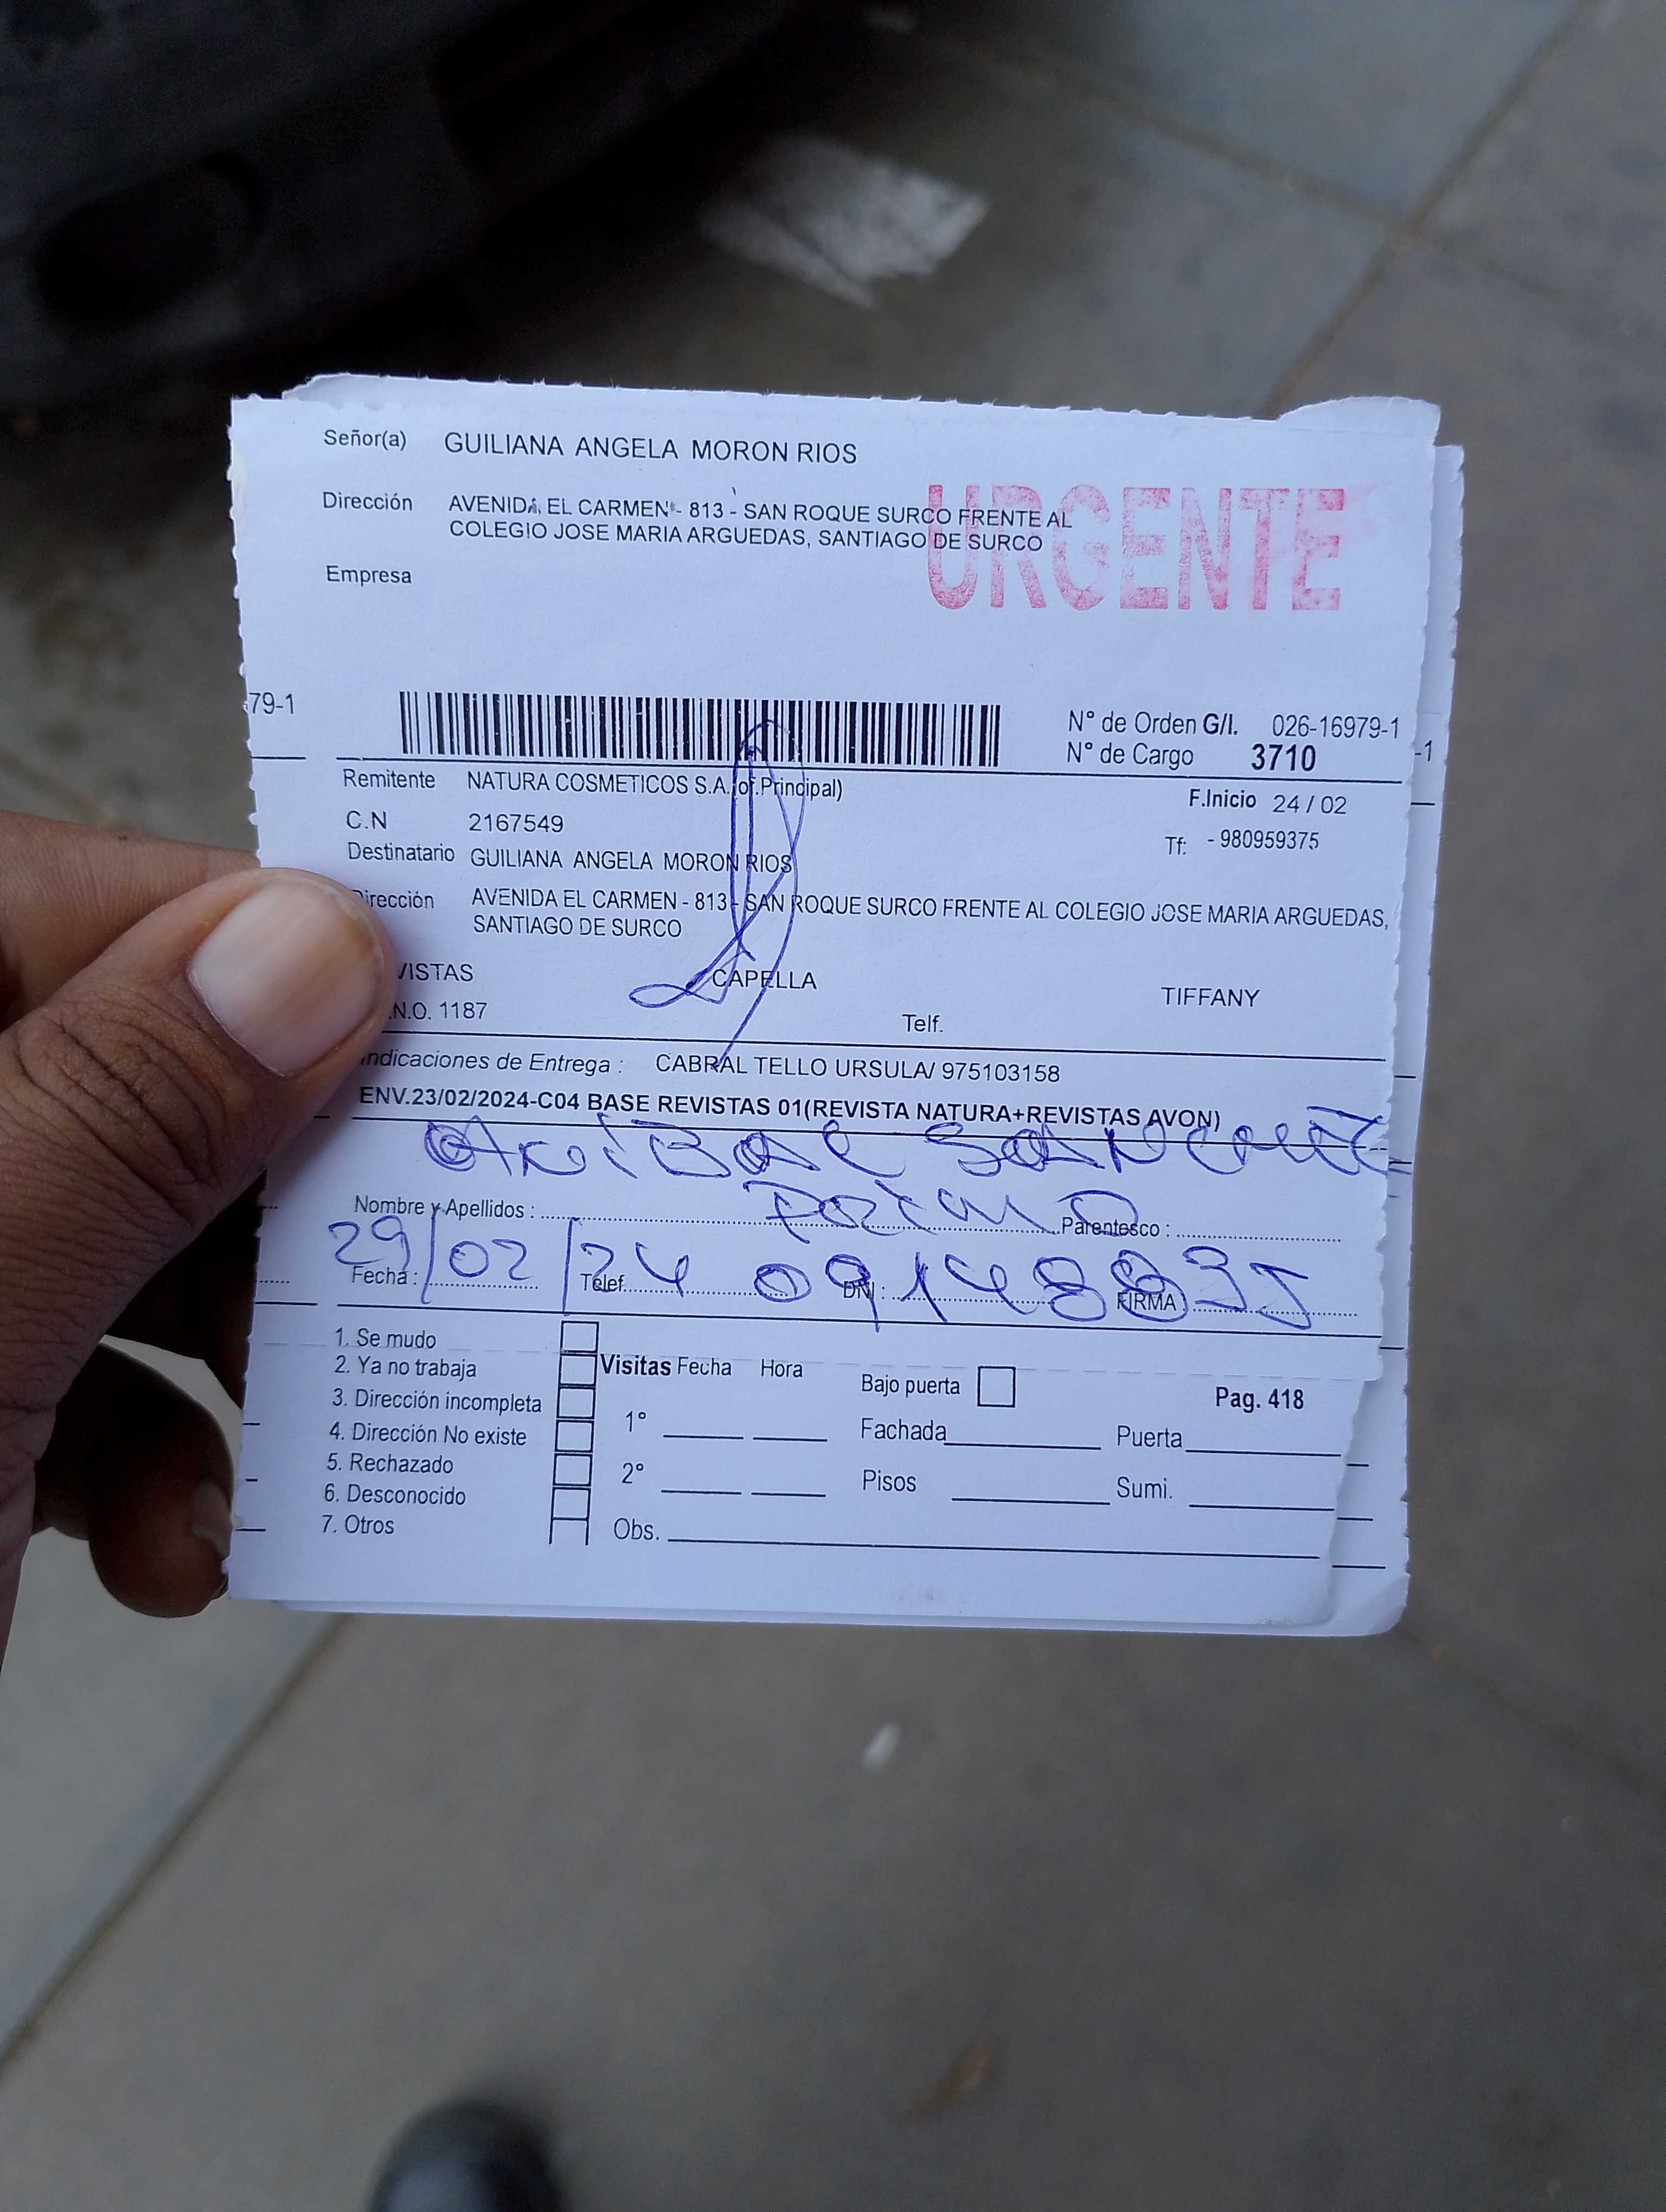 Señor(a) GUILIANA ANGELA MORON RIOS
Dirección AVENIDA EL CARMEN - 813 - SAN ROQUE SURCO FRENTE AL
COLEGIO JOSE MARIA ARGUEDAS, SANTIAGO DE SURCO
URGENTE
Empresa
79-1
N° de Orden G/I. 026-16979-1
N° de Cargo 3710
-1
Remitente NATURA COSMETICOS S.A.(of.Principal)
F.Inicio 24 / 02
C.N 2167549
Tf: - 980959375
Destinatario GUILIANA ANGELA MORON RIOS
irección AVENIDA EL CARMEN - 813 - SAN ROQUE SURCO FRENTE AL COLEGIO JOSE MARIA ARGUEDAS,
SANTIAGO DE SURCO
VISTAS CAPELLA TIFFANY
.N.O. 1187 Telf.
Indicaciones de Entrega : CABRAL TELLO URSULA/ 975103158
ENV.23/02/2024-C04 BASE REVISTAS 01(REVISTA NATURA+REVISTAS AVON)
Nombre y Apellidos : Parentesco :
29/02/24 09148835
Fecha : Telef. DNI : FIRMA
1. Se mudo
2. Ya no trabaja
3. Dirección incompleta
4. Dirección No existe
5. Rechazado
6. Desconocido
7. Otros
Visitas Fecha Hora
1°
2°
Obs.
Bajo puerta
Pag. 418
Fachada Puerta
Pisos Sumi.